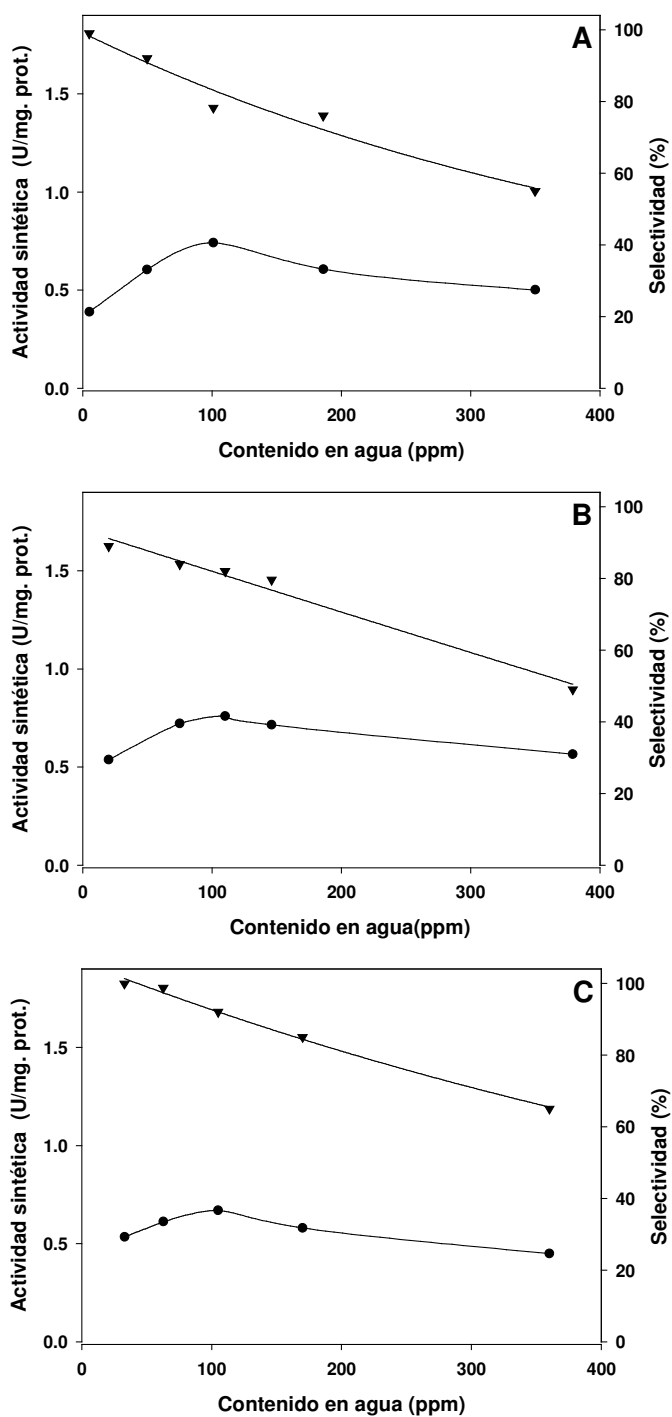 A
Actividad sintética (U/mg. prot.)
Selectividad (%)
1.5
1.0
0.5
0.0
100
80
60
40
20
0
0 100 200 300 400
Contenido en agua (ppm)
B
Actividad sintética (U/mg. prot.)
Selectividad (%)
1.5
1.0
0.5
0.0
100
80
60
40
20
0
0 100 200 300 400
Contenido en agua(ppm)
C
Actividad sintética (U/mg. prot.)
Selectividad (%)
1.5
1.0
0.5
0.0
100
80
60
40
20
0
0 100 200 300 400
Contenido en agua (ppm)